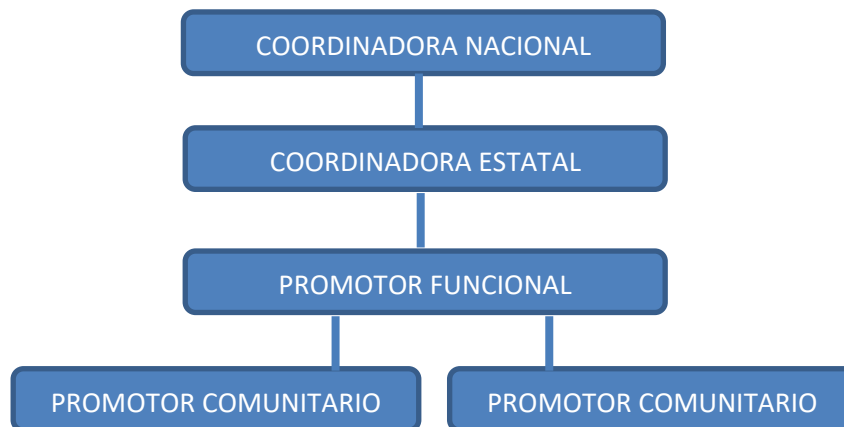 COORDINADORA NACIONAL
COORDINADORA ESTATAL
PROMOTOR FUNCIONAL
PROMOTOR COMUNITARIO
PROMOTOR COMUNITARIO